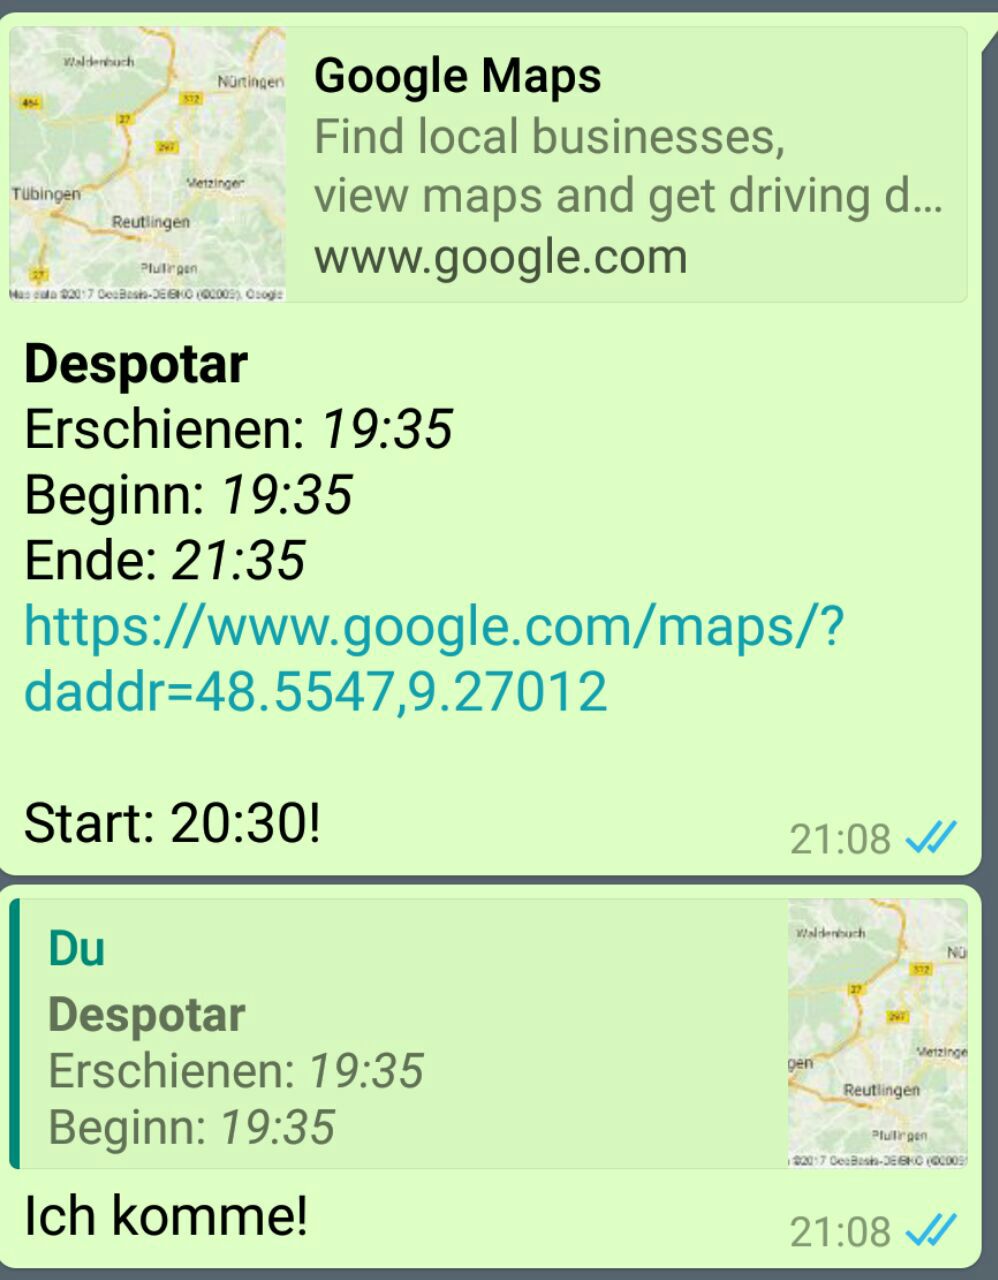 Waldenbuch
Nürtingen
464
312
27
297
Tübingen
Metzingen
Reutlingen
Pfullingen
27
Map data ©2017 GeoBasis-DE/BKG (©2009), Google
Google Maps
Find local businesses,
view maps and get driving d...
www.google.com
Despotar
Erschienen: 19:35
Beginn: 19:35
Ende: 21:35
https://www.google.com/maps/?
daddr=48.5547,9.27012
Start: 20:30!
21:08
Du
Despotar
Erschienen: 19:35
Beginn: 19:35
Waldenbuch
Nü
312
27
297
Metzinge
gen
Reutlingen
Pfullingen
©2017 GeoBasis-DE/BKG (©2009)
Ich komme!
21:08